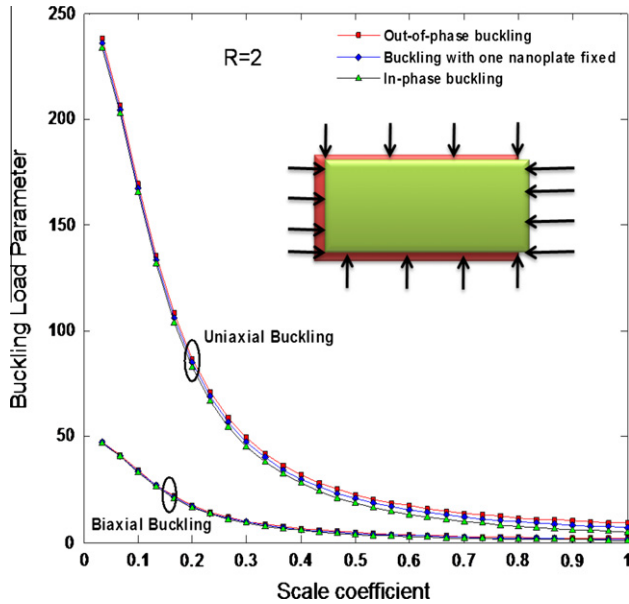 250
200
150
100
50
0
Buckling Load Parameter
R=2
Out-of-phase buckling
Buckling with one nanoplate fixed
In-phase buckling
Uniaxial Buckling
Biaxial Buckling
0 0.1 0.2 0.3 0.4 0.5 0.6 0.7 0.8 0.9 1
Scale coefficient